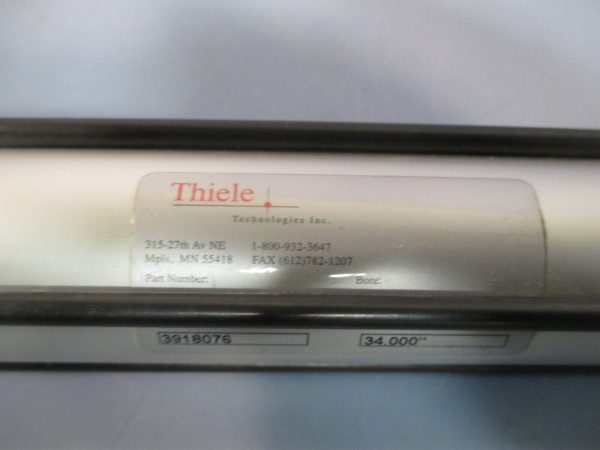 Thiele
Technologies Inc.
315-27th Av NE 1-800-932-3647
Mpls. MN 55418 FAX (612)782-1207
Part Number: Bore:
3918076 34.000"